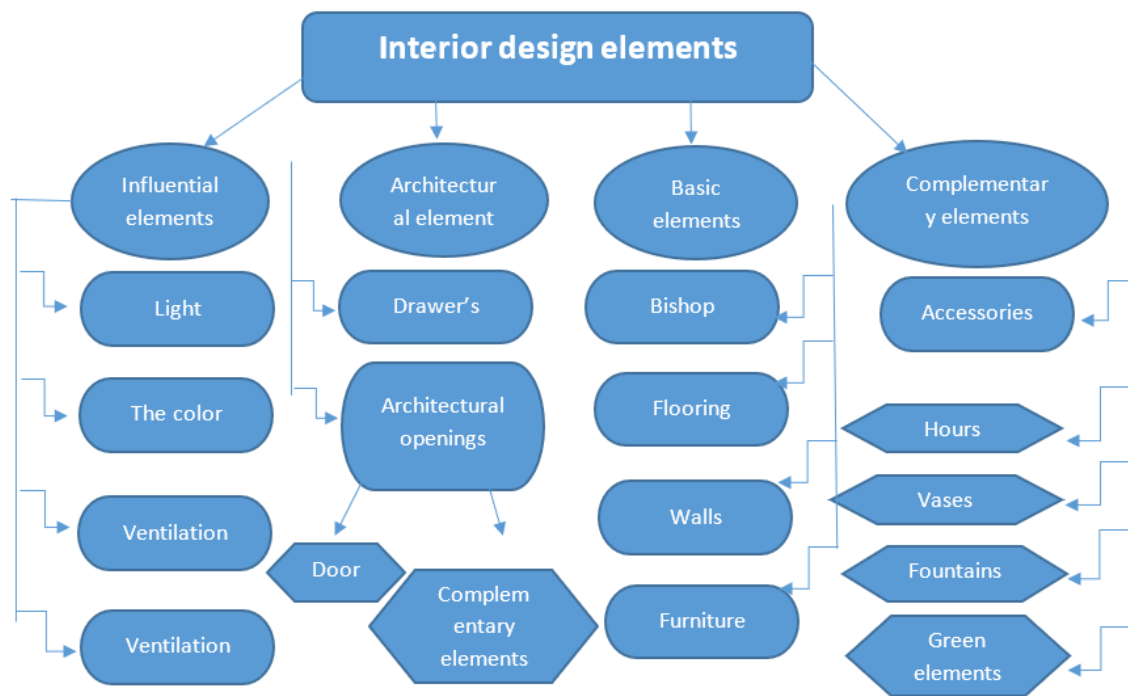 Interior design elements
Influential
elements
Architectur
al element
Basic
elements
Complementar
y elements
Light
Drawer’s
Bishop
Accessories
The color
Architectural
openings
Flooring
Hours
Vases
Ventilation
Walls
Door
Complem
entary
elements
Fountains
Ventilation
Furniture
Green
elements